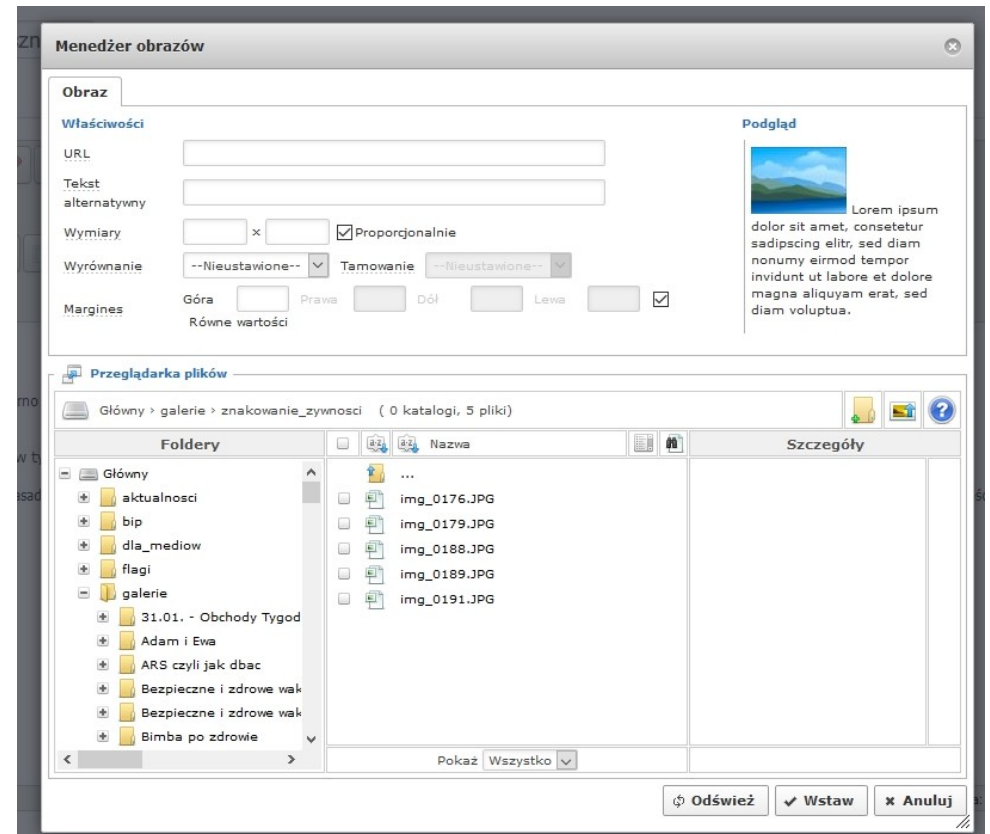 Menedżer obrazów
Obraz
Właściwości
URL
Tekst
alternatywny
Wymiary × Proporcjonalnie
Wyrównanie --Nieustawione-- Tamowanie --Nieustawione--
Margines Góra Prawa Dół Lewa
Równe wartości
Podgląd
Lorem ipsum
dolor sit amet, consetetur
sadipscing elitr, sed diam
nonumy eirmod tempor
invidunt ut labore et dolore
magna aliquyam erat, sed
diam voluptua.
Przeglądarka plików
Główny › galerie › znakowanie_zywnosci ( 0 katalogi, 5 pliki)
Foldery
Nazwa
Szczegóły
Główny
aktualnosci
bip
dla_mediow
flagi
galerie
31.01. - Obchody Tygod
Adam i Ewa
ARS czyli jak dbac
Bezpieczne i zdrowe wak
Bezpieczne i zdrowe wak
Bimba po zdrowie
...
img_0176.JPG
img_0179.JPG
img_0188.JPG
img_0189.JPG
img_0191.JPG
Pokaż Wszystko
Odśwież
Wstaw
Anuluj